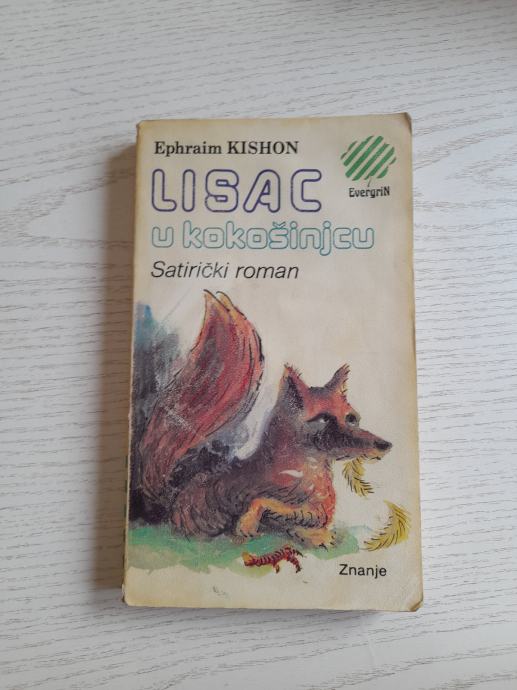 Ephraim KISHON
LISAC
u kokošinjcu
Satirički roman
EvergriN
Znanje